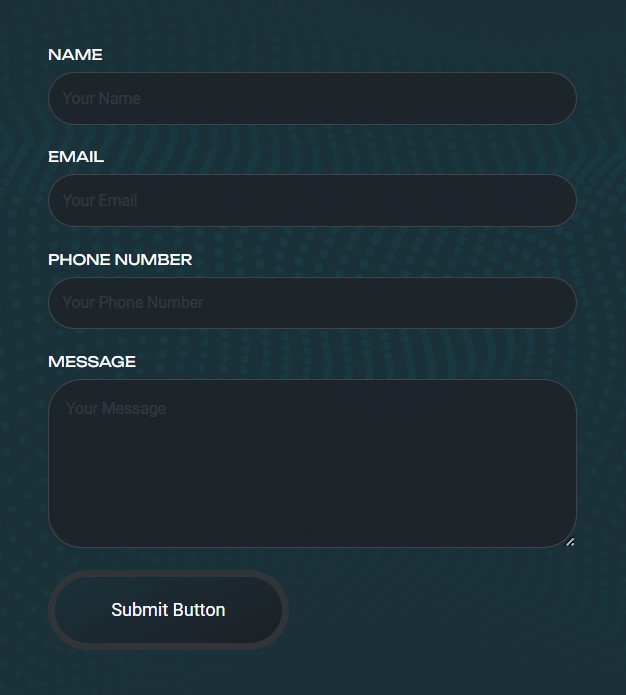 NAME
Your Name
EMAIL
Your Email
PHONE NUMBER
Your Phone Number
MESSAGE
Your Message
Submit Button